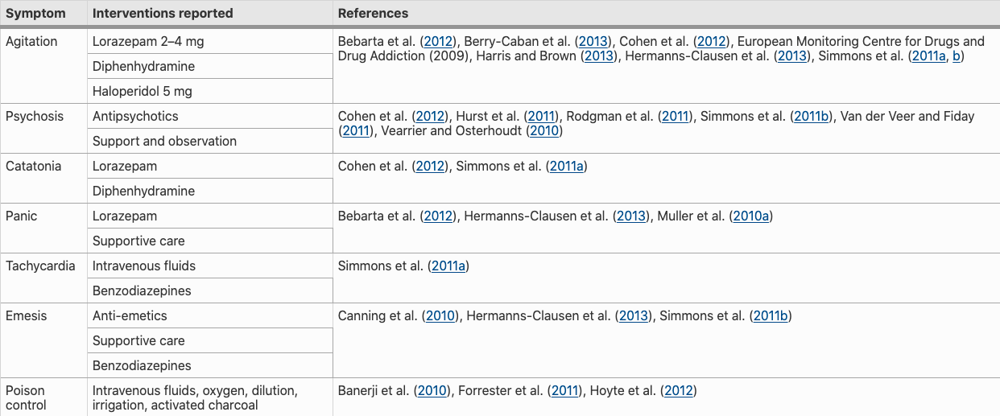 Symptom Interventions reported References
Agitation Lorazepam 2–4 mg Bebarta et al. (2012), Berry-Caban et al. (2013), Cohen et al. (2012), European Monitoring Centre for Drugs and
Drug Addiction (2009), Harris and Brown (2013), Hermanns-Clausen et al. (2013), Simmons et al. (2011a, b)
Diphenhydramine
Haloperidol 5 mg
Psychosis Antipsychotics Cohen et al. (2012), Hurst et al. (2011), Rodgman et al. (2011), Simmons et al. (2011b), Van der Veer and Fiday
(2011), Vearrier and Osterhoudt (2010)
Support and observation
Catatonia Lorazepam Cohen et al. (2012), Simmons et al. (2011a)
Diphenhydramine
Panic Lorazepam Bebarta et al. (2012), Hermanns-Clausen et al. (2013), Muller et al. (2010a)
Supportive care
Tachycardia Intravenous fluids Simmons et al. (2011a)
Benzodiazepines
Emesis Anti-emetics Canning et al. (2010), Hermanns-Clausen et al. (2013), Simmons et al. (2011b)
Supportive care
Benzodiazepines
Poison Intravenous fluids, oxygen, dilution, Banerji et al. (2010), Forrester et al. (2011), Hoyte et al. (2012)
control irrigation, activated charcoal